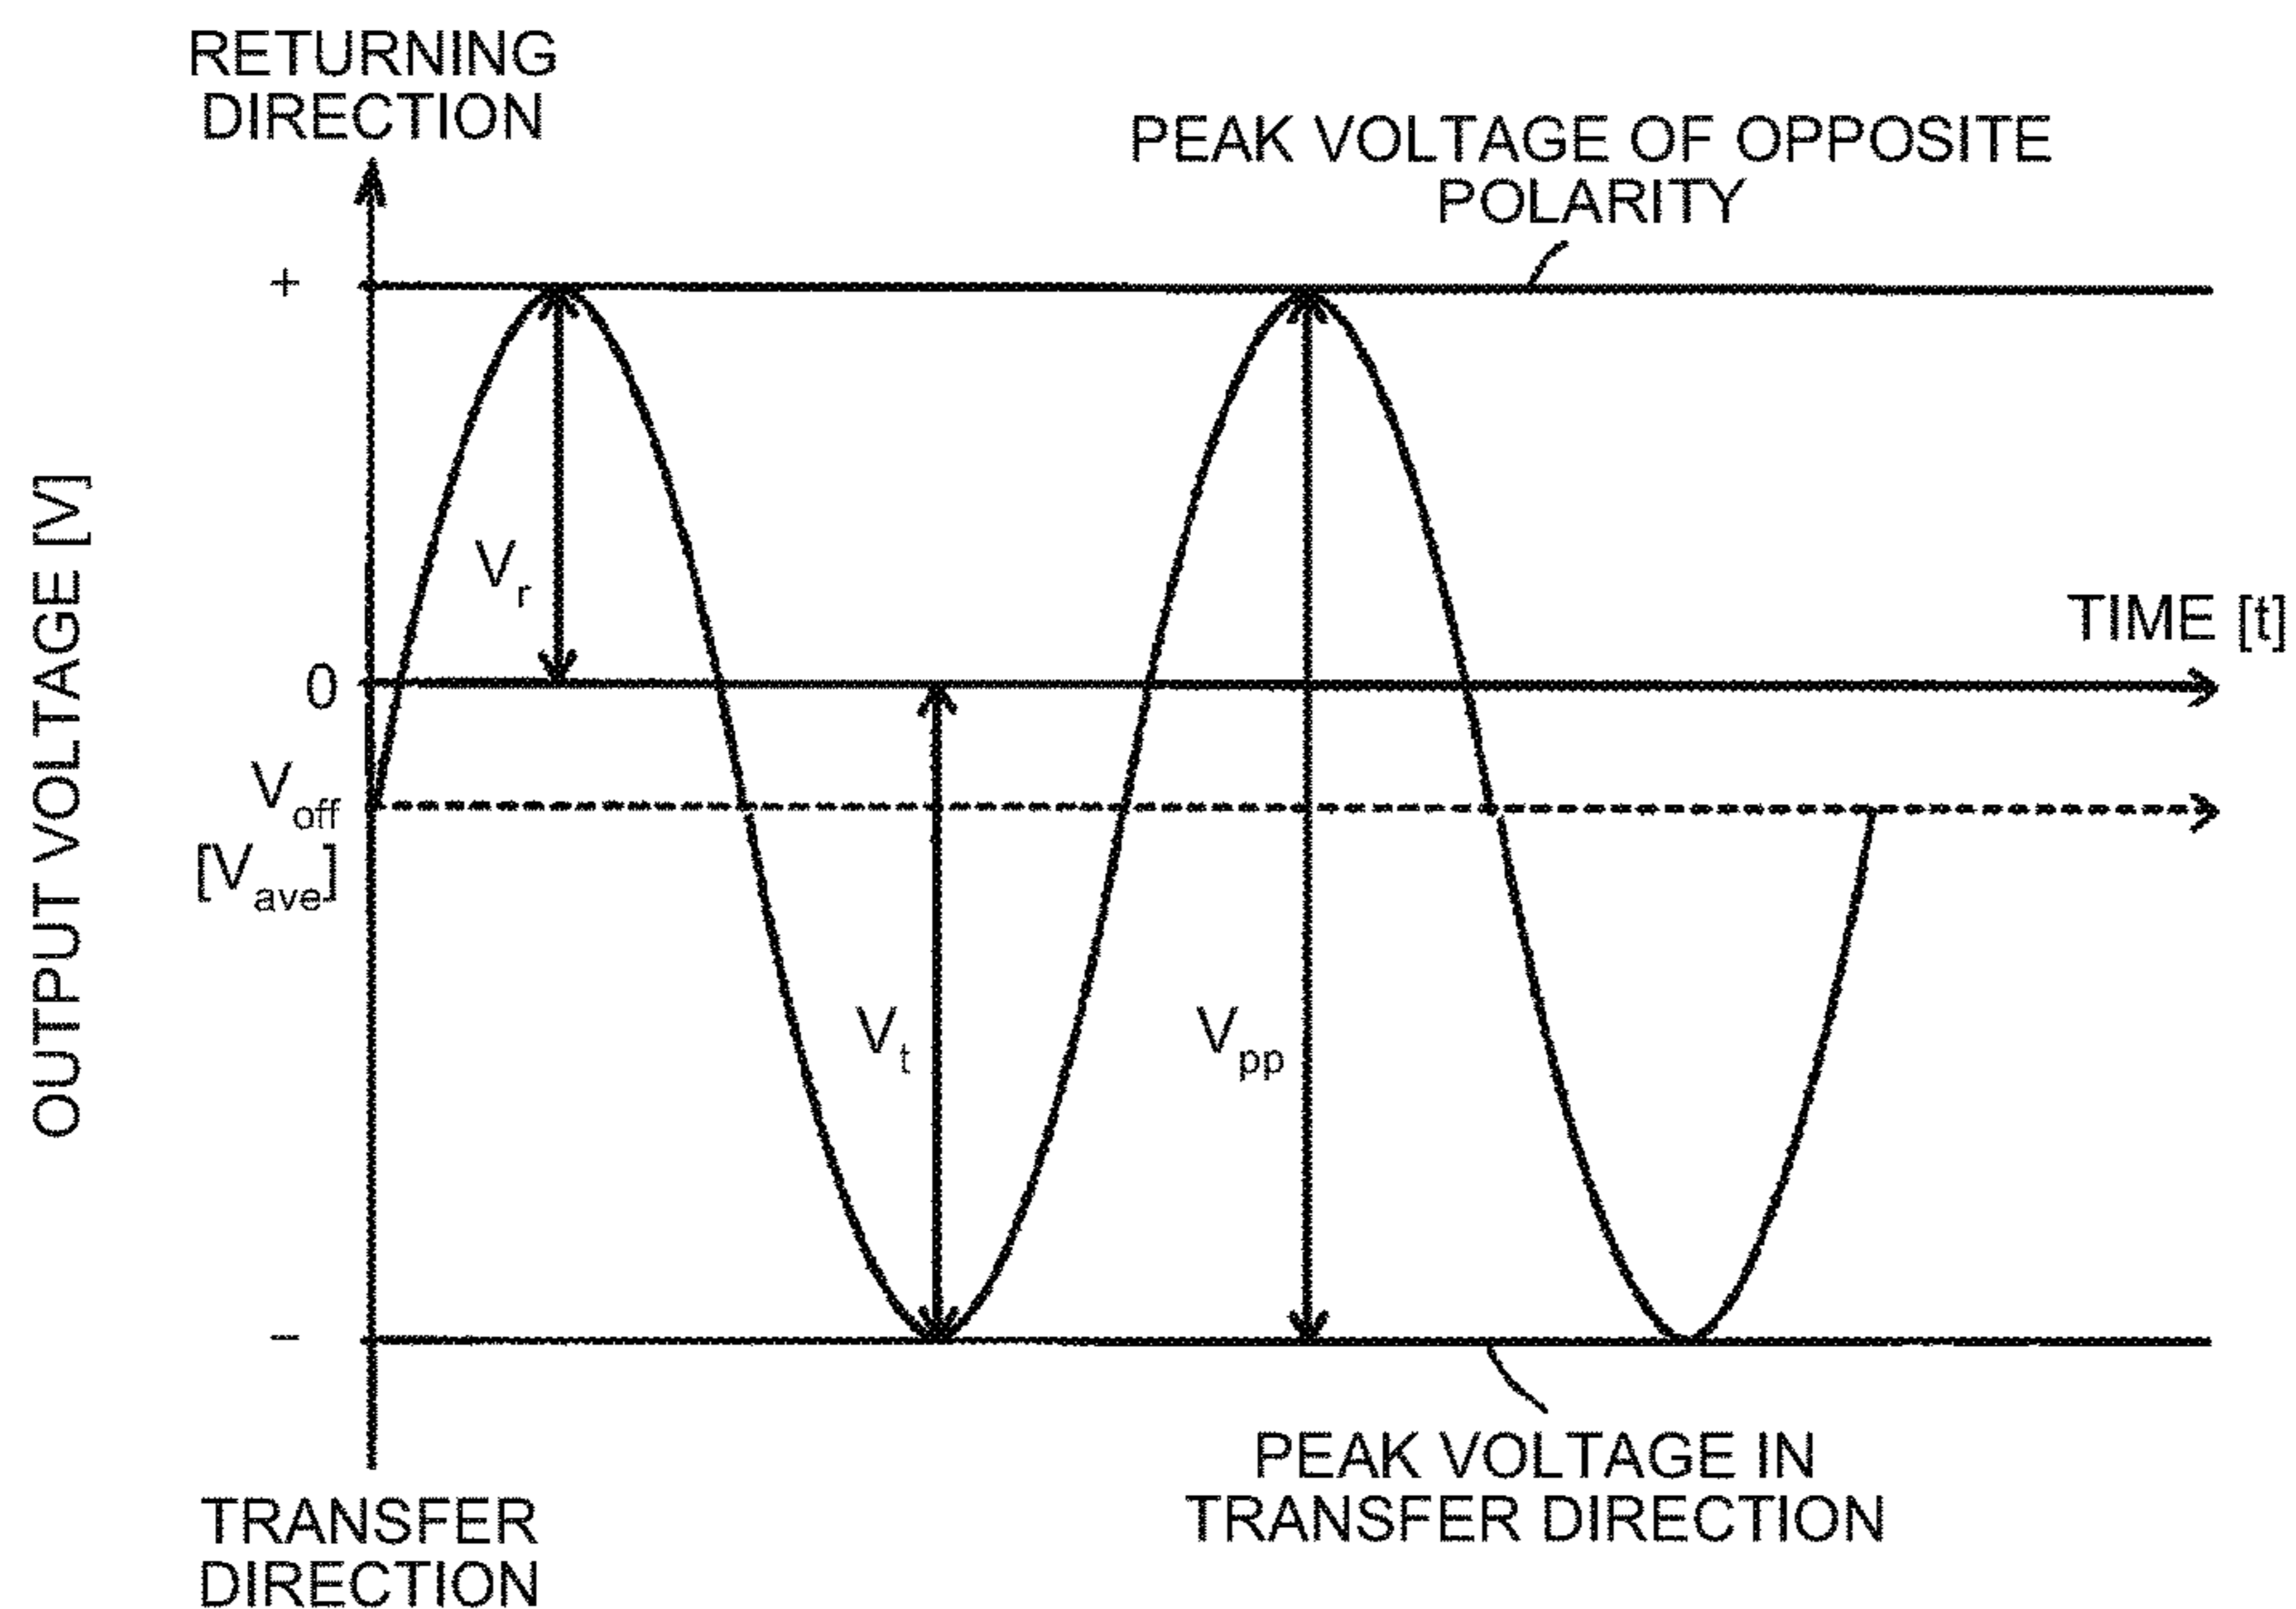 RETURNING
DIRECTION
PEAK VOLTAGE OF OPPOSITE
POLARITY
+
OUTPUT VOLTAGE [V]
Vr
TIME [t]
0
Voff
[Vave]
Vt
Vpp
−
PEAK VOLTAGE IN
TRANSFER DIRECTION
TRANSFER
DIRECTION